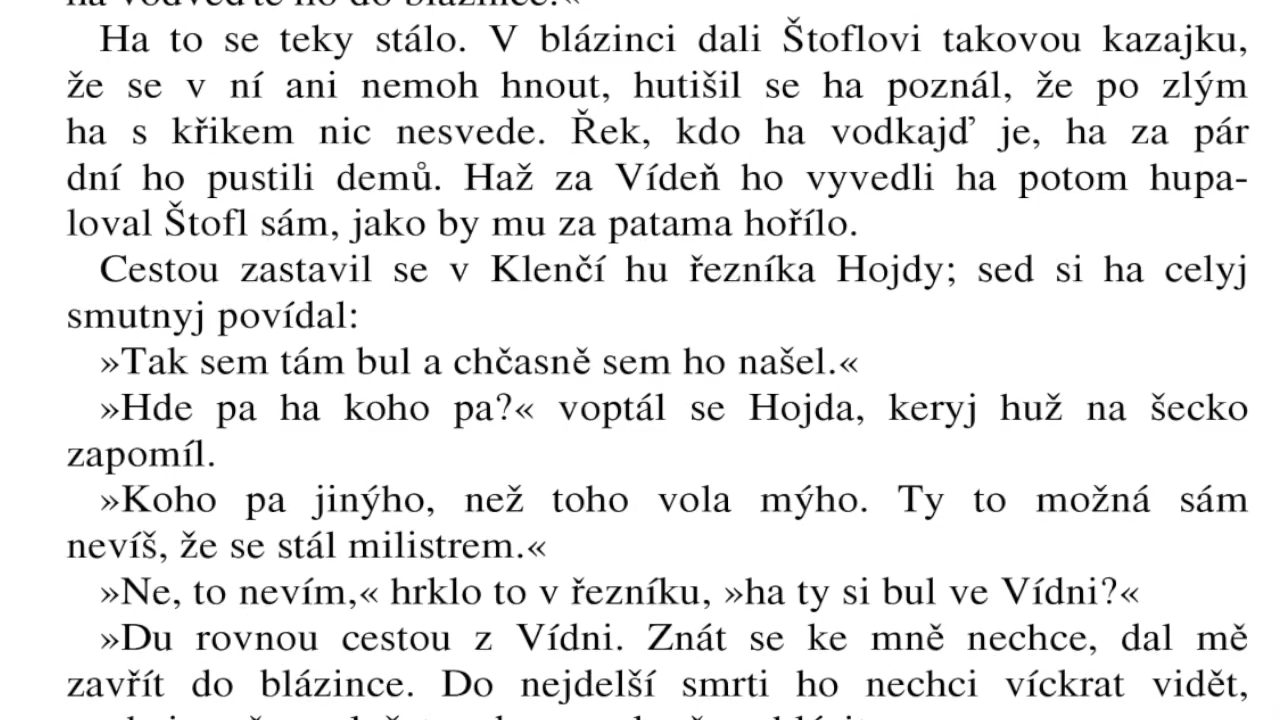 Ha to se teky stálo. V blázinci dali Štoflovi takovou kazajku,
že se v ní ani nemoh hnout, hutišil se ha poznál, že po zlým
ha s křikem nic nesvede. Řek, kdo ha vodkajď je, ha za pár
dní ho pustili demů. Haž za Vídeň ho vyvedli ha potom hupa-
loval Štofl sám, jako by mu za patama hořílo.
Cestou zastavil se v Klenčí hu řezníka Hojdy; sed si ha celyj
smutnyj povídal:
»Tak sem tám bul a chčasně sem ho našel.«
»Hde pa ha koho pa?« voptál se Hojda, keryj huž na šecko
zapomíl.
»Koho pa jinýho, než toho vola mýho. Ty to možná sám
nevíš, že se stál milistrem.«
»Ne, to nevím,« hrklo to v řezníku, »ha ty si bul ve Vídni?«
»Du rovnou cestou z Vídni. Znát se ke mně nechce, dal mě
zavřít do blázince. Do nejdelší smrti ho nechci víckrat vidět,